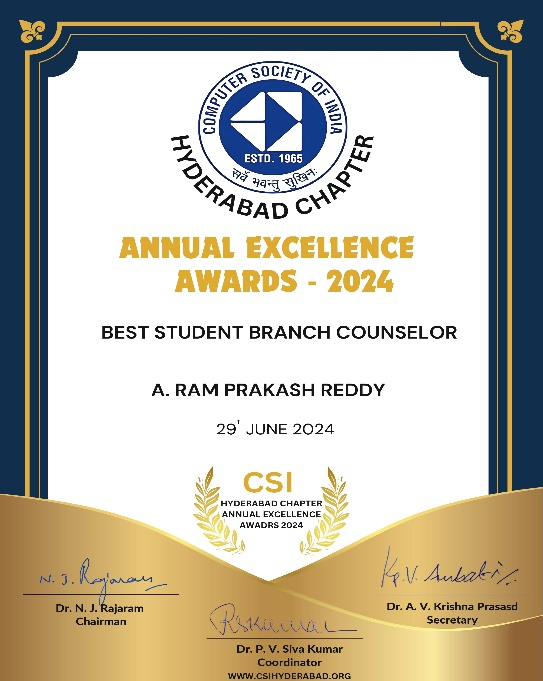 COMPUTER SOCIETY OF INDIA
ESTD. 1965
सर्वे भवन्तु सुखिनः
HYDERABAD CHAPTER
ANNUAL EXCELLENCE
AWARDS - 2024
BEST STUDENT BRANCH COUNSELOR
A. RAM PRAKASH REDDY
29' JUNE 2024
CSI
HYDERABAD CHAPTER
ANNUAL EXCELLENCE
AWADRS 2024
N. J. Rajaram
Dr. N. J. Rajaram
Chairman
Dr. A. V. Krishna Prasasd
Secretary
Dr. P. V. Siva Kumar
Coordinator
WWW.CSIHYDERABAD.ORG